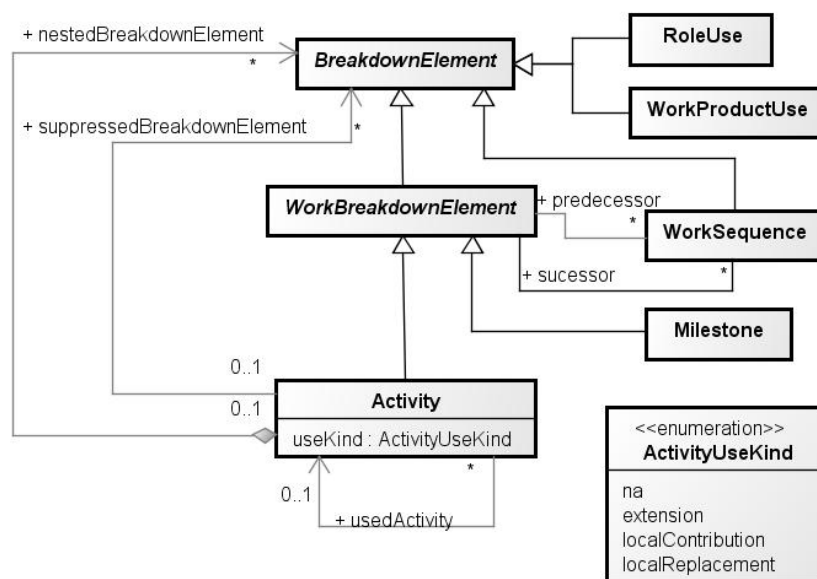 + nestedBreakdownElement
*
BreakdownElement
RoleUse
+ suppressedBreakdownElement
*
WorkProductUse
WorkBreakdownElement
+ predecessor
*
WorkSequence
+ sucessor
*
Milestone
0..1
0..1
Activity
useKind : ActivityUseKind
*
0..1
+ usedActivity
<<enumeration>>
ActivityUseKind
na
extension
localContribution
localReplacement